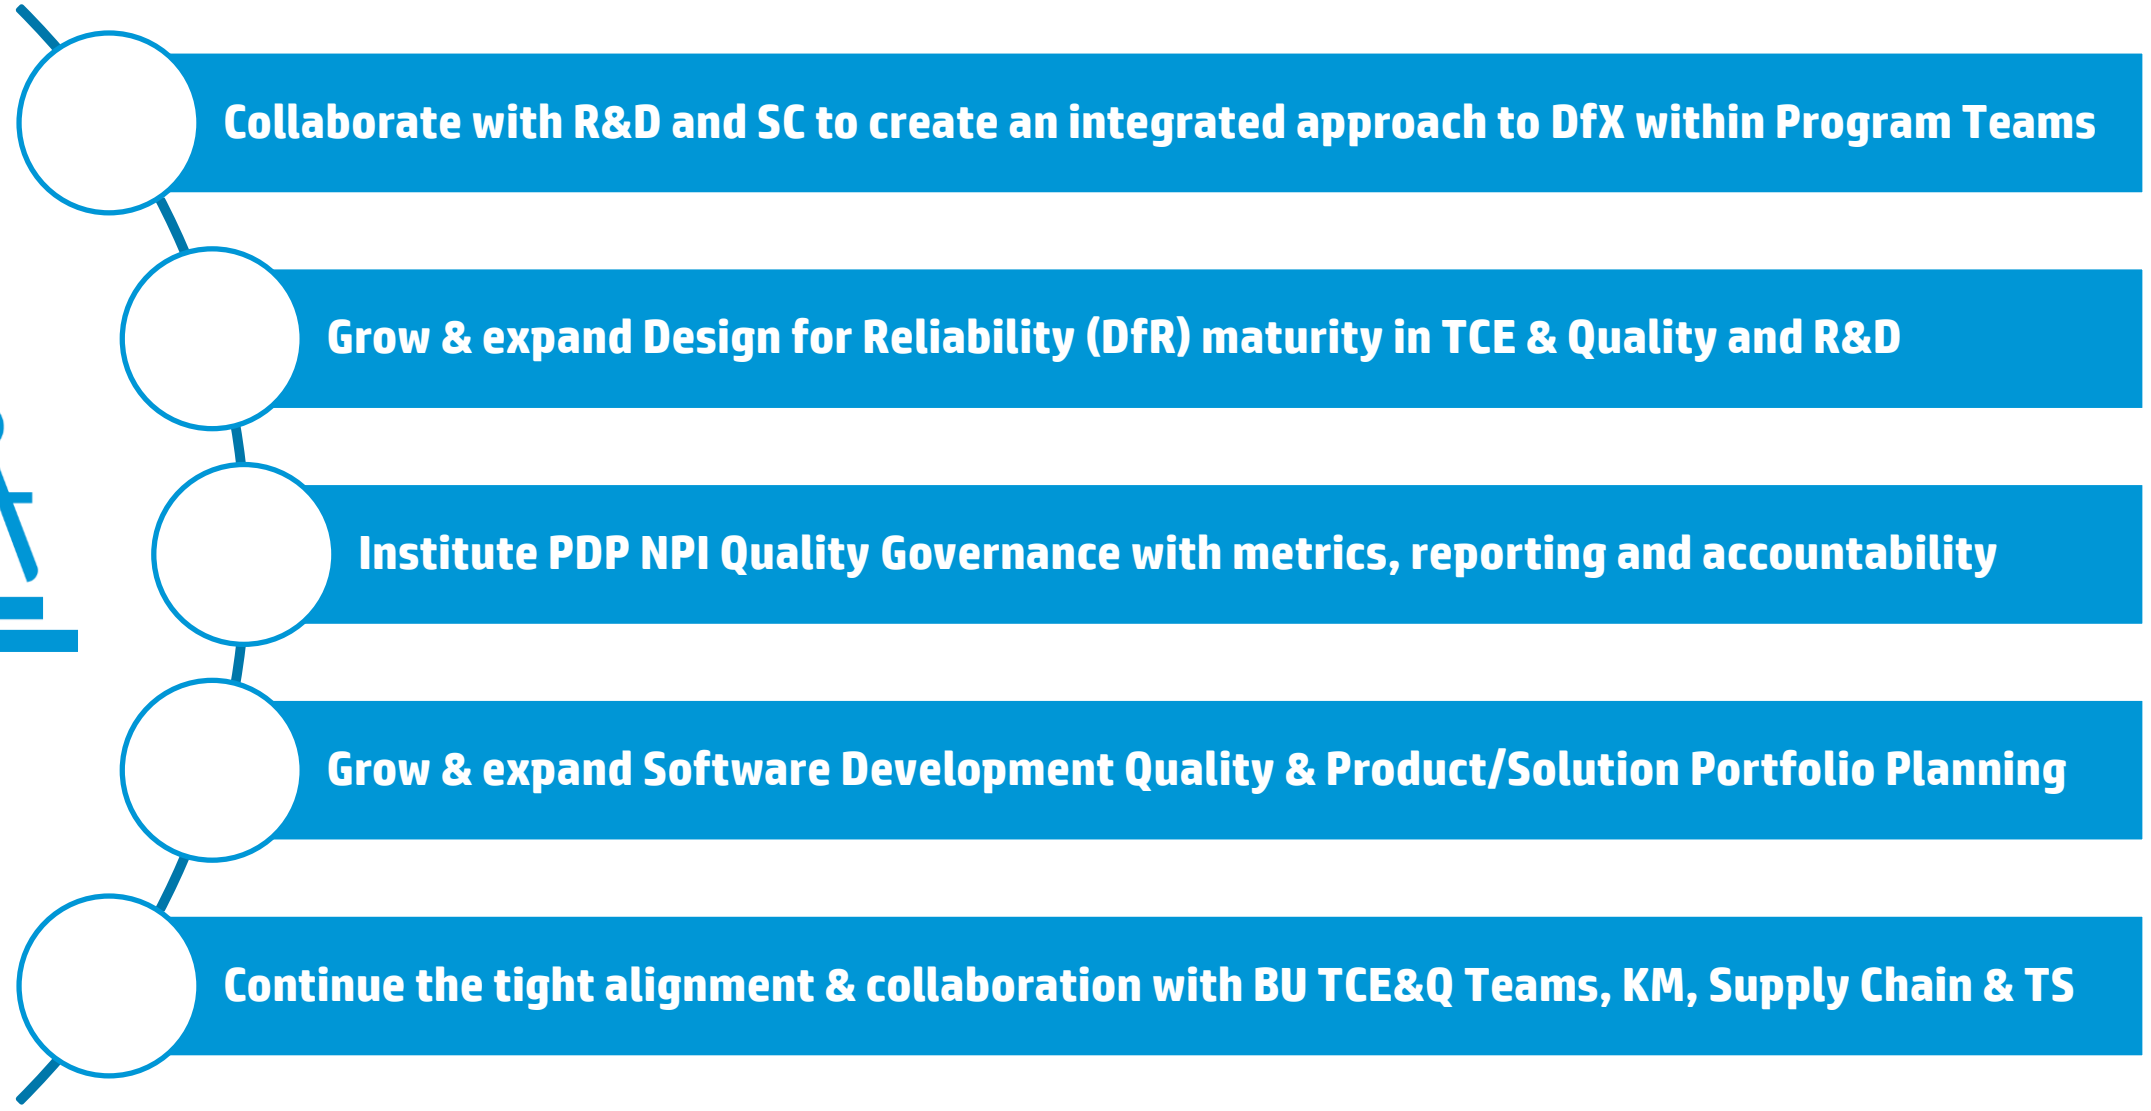 Collaborate with R&D and SC to create an integrated approach to DfX within Program Teams
Grow & expand Design for Reliability (DfR) maturity in TCE & Quality and R&D
Institute PDP NPI Quality Governance with metrics, reporting and accountability
Grow & expand Software Development Quality & Product/Solution Portfolio Planning
Continue the tight alignment & collaboration with BU TCE&Q Teams, KM, Supply Chain & TS